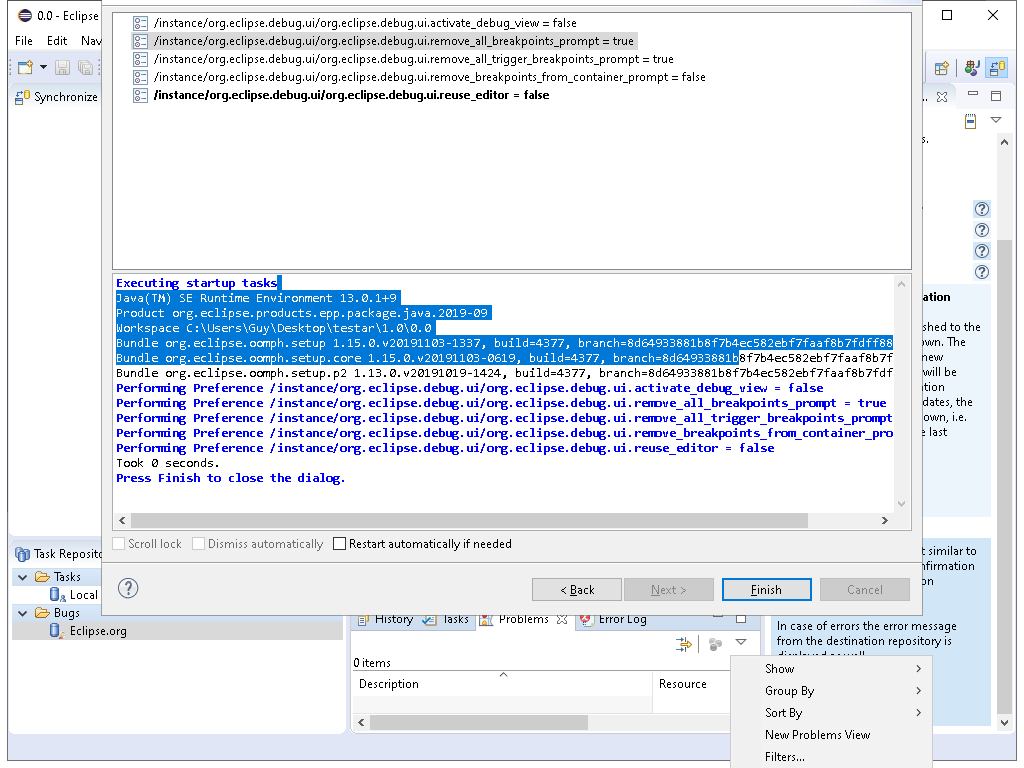 0.0 - Eclipse
File Edit Nav
Synchronize
/instance/org.eclipse.debug.ui/org.eclipse.debug.ui.activate_debug_view = false
/instance/org.eclipse.debug.ui/org.eclipse.debug.ui.remove_all_breakpoints_prompt = true
/instance/org.eclipse.debug.ui/org.eclipse.debug.ui.remove_all_trigger_breakpoints_prompt = true
/instance/org.eclipse.debug.ui/org.eclipse.debug.ui.remove_breakpoints_from_container_prompt = false
/instance/org.eclipse.debug.ui/org.eclipse.debug.ui.reuse_editor = false
Executing startup tasks
Java(TM) SE Runtime Environment 13.0.1+9
Product org.eclipse.products.epp.package.java.2019-09
Workspace C:\Users\Guy\Desktop\testar\1.0\0.0
Bundle org.eclipse.oomph.setup 1.15.0.v20191103-1337, build=4377, branch=8d64933881b8f7b4ec582ebf7faaf8b7fdff88
Bundle org.eclipse.oomph.setup.core 1.15.0.v20191103-0619, build=4377, branch=8d64933881b8f7b4ec582ebf7faaf8b7f
Bundle org.eclipse.oomph.setup.p2 1.13.0.v20191019-1424, build=4377, branch=8d64933881b8f7b4ec582ebf7faaf8b7fdf
Performing Preference /instance/org.eclipse.debug.ui/org.eclipse.debug.ui.activate_debug_view = false
Performing Preference /instance/org.eclipse.debug.ui/org.eclipse.debug.ui.remove_all_breakpoints_prompt = true
Performing Preference /instance/org.eclipse.debug.ui/org.eclipse.debug.ui.remove_all_trigger_breakpoints_prompt
Performing Preference /instance/org.eclipse.debug.ui/org.eclipse.debug.ui.remove_breakpoints_from_container_pro
Performing Preference /instance/org.eclipse.debug.ui/org.eclipse.debug.ui.reuse_editor = false
Took 0 seconds.
Press Finish to close the dialog.
Scroll lock Dismiss automatically Restart automatically if needed
< Back Next > Finish Cancel
s.
ation
shed to the
own. The
new
will be
ation
dates, the
own, i.e.
e last
t similar to
nfirmation
on
In case of errors the error message
from the destination repository is
displayed as well.
Task Reposito
Tasks
Local
Bugs
Eclipse.org
History Tasks Problems Error Log
0 items
Description Resource
Show
Group By
Sort By
New Problems View
Filters...